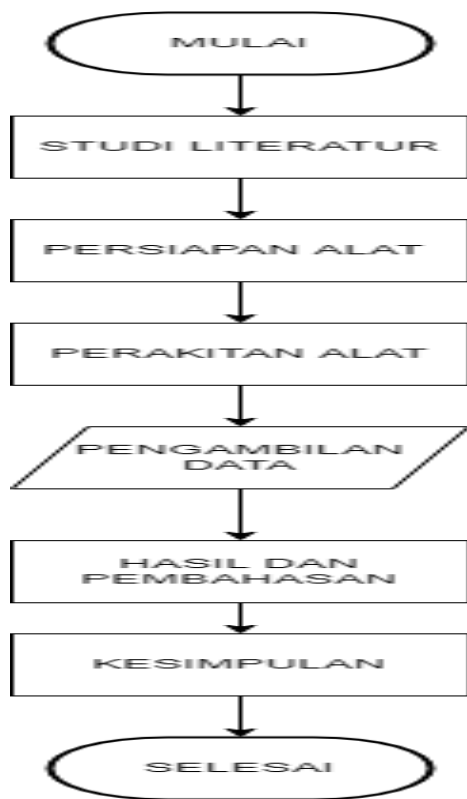 MULAI
STUDI LITERATUR
PERSIAPAN ALAT
PERAKITAN ALAT
PENGAMBILAN
DATA
HASIL DAN
PEMBAHASAN
KESIMPULAN
SELESAI